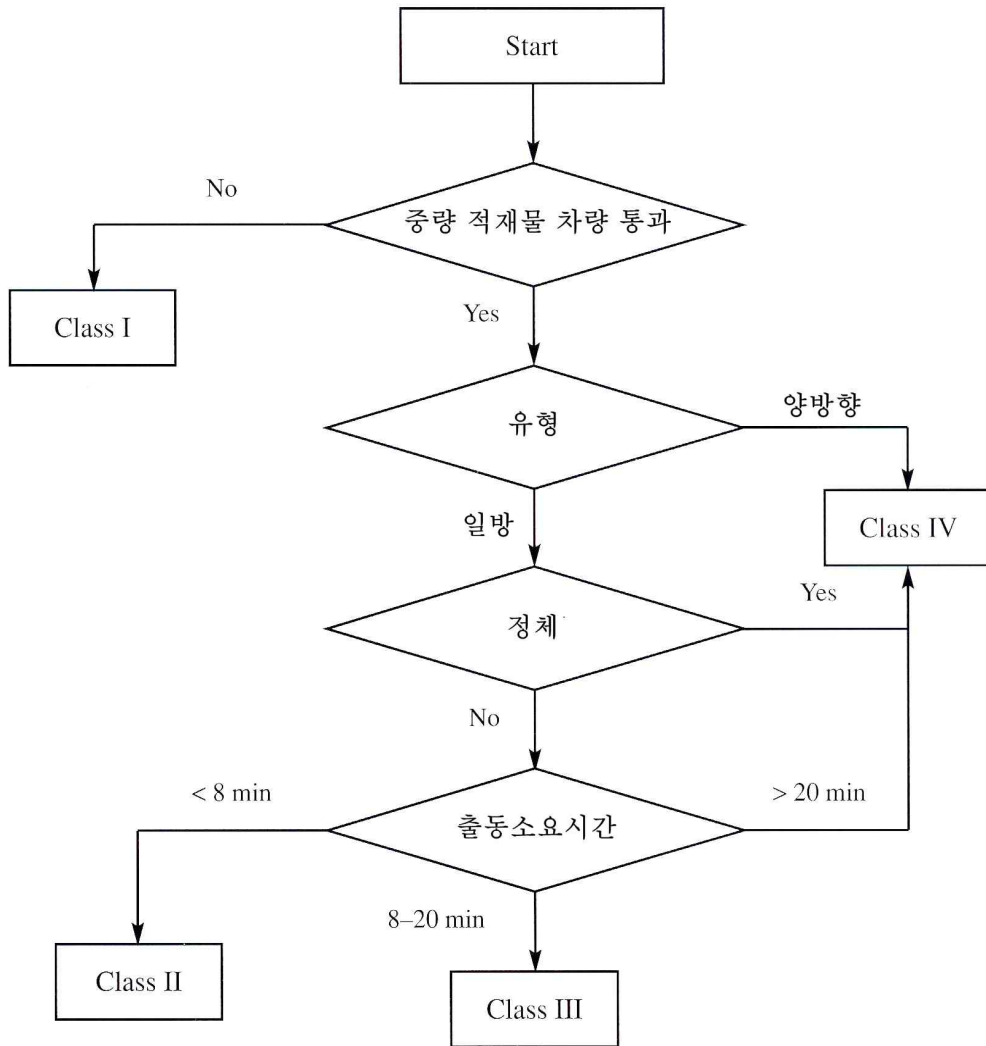 Start
No
중량 적재물 차량 통과
Class I
Yes
유형
양방향
일방
Class IV
정체
Yes
No
< 8 min
출동소요시간
> 20 min
8–20 min
Class II
Class III